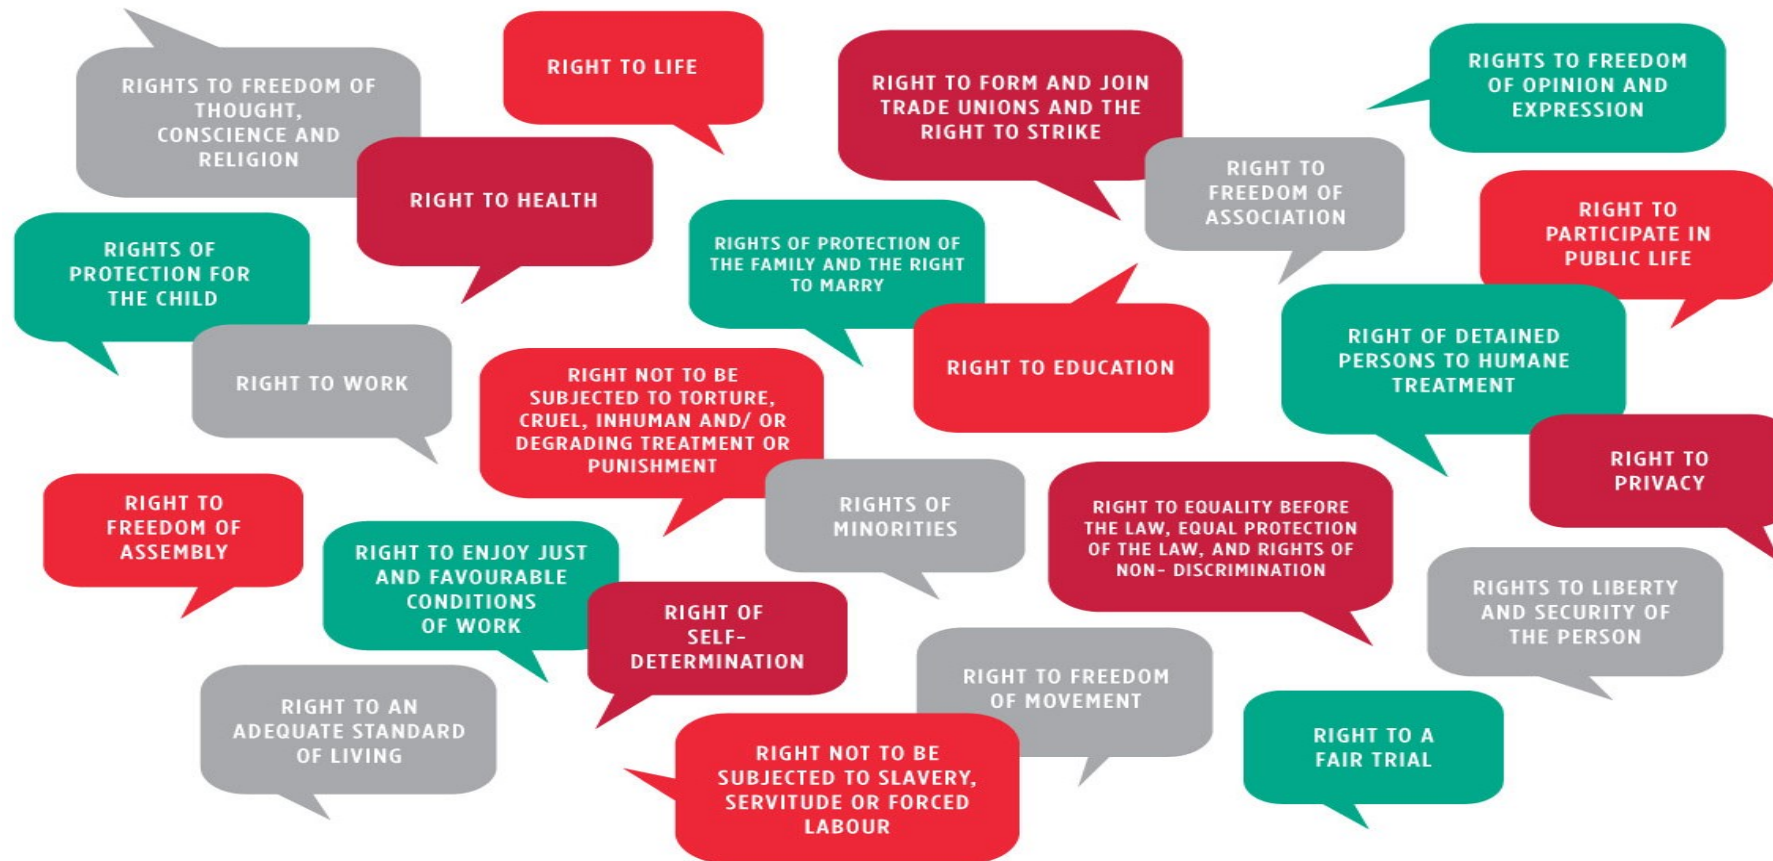 RIGHTS TO FREEDOM OF
THOUGHT,
CONSCIENCE AND
RELIGION
RIGHT TO LIFE
RIGHT TO FORM AND JOIN
TRADE UNIONS AND THE
RIGHT TO STRIKE
RIGHTS TO FREEDOM
OF OPINION AND
EXPRESSION
RIGHT TO HEALTH
RIGHT TO
FREEDOM OF
ASSOCIATION
RIGHT TO
PARTICIPATE IN
PUBLIC LIFE
RIGHTS OF
PROTECTION FOR
THE CHILD
RIGHTS OF PROTECTION OF
THE FAMILY AND THE RIGHT
TO MARRY
RIGHT TO WORK
RIGHT NOT TO BE
SUBJECTED TO TORTURE,
CRUEL, INHUMAN AND/ OR
DEGRADING TREATMENT OR
PUNISHMENT
RIGHT TO EDUCATION
RIGHT OF DETAINED
PERSONS TO HUMANE
TREATMENT
RIGHT TO
PRIVACY
RIGHT TO
FREEDOM OF
ASSEMBLY
RIGHT TO ENJOY JUST
AND FAVOURABLE
CONDITIONS
OF WORK
RIGHTS OF
MINORITIES
RIGHT TO EQUALITY BEFORE
THE LAW, EQUAL PROTECTION
OF THE LAW, AND RIGHTS OF
NON- DISCRIMINATION
RIGHTS TO LIBERTY
AND SECURITY OF
THE PERSON
RIGHT OF
SELF-
DETERMINATION
RIGHT TO FREEDOM
OF MOVEMENT
RIGHT TO AN
ADEQUATE STANDARD
OF LIVING
RIGHT NOT TO BE
SUBJECTED TO SLAVERY,
SERVITUDE OR FORCED
LABOUR
RIGHT TO A
FAIR TRIAL